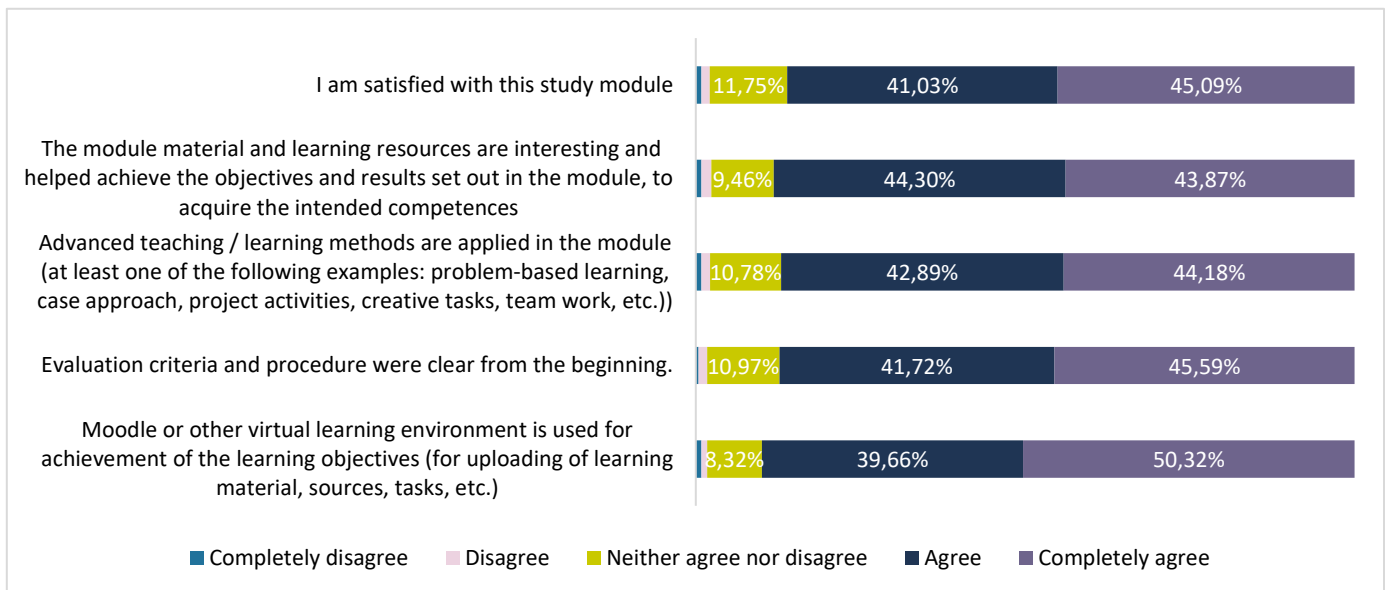 I am satisfied with this study module
11,75% 41,03% 45,09%
The module material and learning resources are interesting and
helped achieve the objectives and results set out in the module, to
acquire the intended competences
9,46% 44,30% 43,87%
Advanced teaching / learning methods are applied in the module
(at least one of the following examples: problem-based learning,
case approach, project activities, creative tasks, team work, etc.))
10,78% 42,89% 44,18%
Evaluation criteria and procedure were clear from the beginning.
10,97% 41,72% 45,59%
Moodle or other virtual learning environment is used for
achievement of the learning objectives (for uploading of learning
material, sources, tasks, etc.)
8,32% 39,66% 50,32%
Completely disagree Disagree Neither agree nor disagree Agree Completely agree